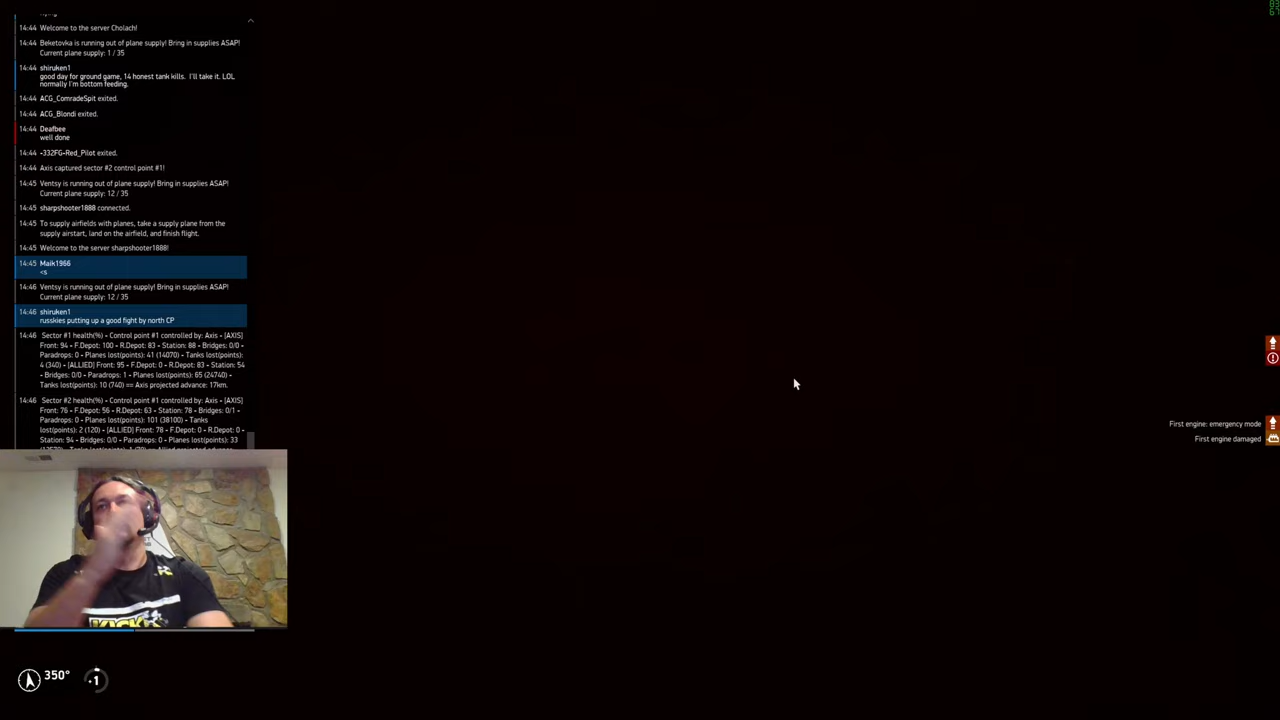 14:44 Welcome to the server Cholach!
14:44 Beketovka is running out of plane supply! Bring in supplies ASAP!
Current plane supply: 1 / 35
shiruken1
14:44 good day for ground game, 14 honest tank kills. I'll take it. LOL
normally I'm bottom feeding.
14:44 ACG_ComradeSpit exited.
14:44 ACG_Blondi exited.
14:44 Deafbee
well done
14:44 -332FG-Red_Pilot exited.
14:44 Axis captured sector #2 control point #1!
14:45 Ventsy is running out of plane supply! Bring in supplies ASAP!
Current plane supply: 12 / 35
14:45 sharpshooter1888 connected.
14:45 To supply airfields with planes, take a supply plane from the
supply airstart, land on the airfield, and finish flight.
14:45 Welcome to the server sharpshooter1888!
14:45 Maik1966
<s
14:46 Ventsy is running out of plane supply! Bring in supplies ASAP!
Current plane supply: 12 / 35
14:46 shiruken1
russkies putting up a good fight by north CP
14:46 Sector #1 health(%) - Control point #1 controlled by: Axis - [AXIS]
Front: 94 - F.Depot: 100 - R.Depot: 83 - Station: 88 - Bridges: 0/0
- Paradrops: 0 - Planes lost(points): 41 (14070) - Tanks lost(points):
4 (340) - [ALLIED] Front: 95 - F.Depot: 0 - R.Depot: 83 - Station: 54
- Bridges: 0/0 - Paradrops: 1 - Planes lost(points): 65 (24740) -
Tanks lost(points): 10 (740) == Axis projected advance: 17km.
14:46 Sector #2 health(%) - Control point #1 controlled by: Axis - [AXIS]
Front: 76 - F.Depot: 56 - R.Depot: 63 - Station: 78 - Bridges: 0/1 -
Paradrops: 0 - Planes lost(points): 101 (38100) - Tanks
lost(points): 2 (120) - [ALLIED] Front: 78 - F.Depot: 0 - R.Depot: 0 -
Station: 94 - Bridges: 0/0 - Paradrops: 0 - Planes lost(points): 33
First engine: emergency mode
First engine damaged
KICK
350°
+1